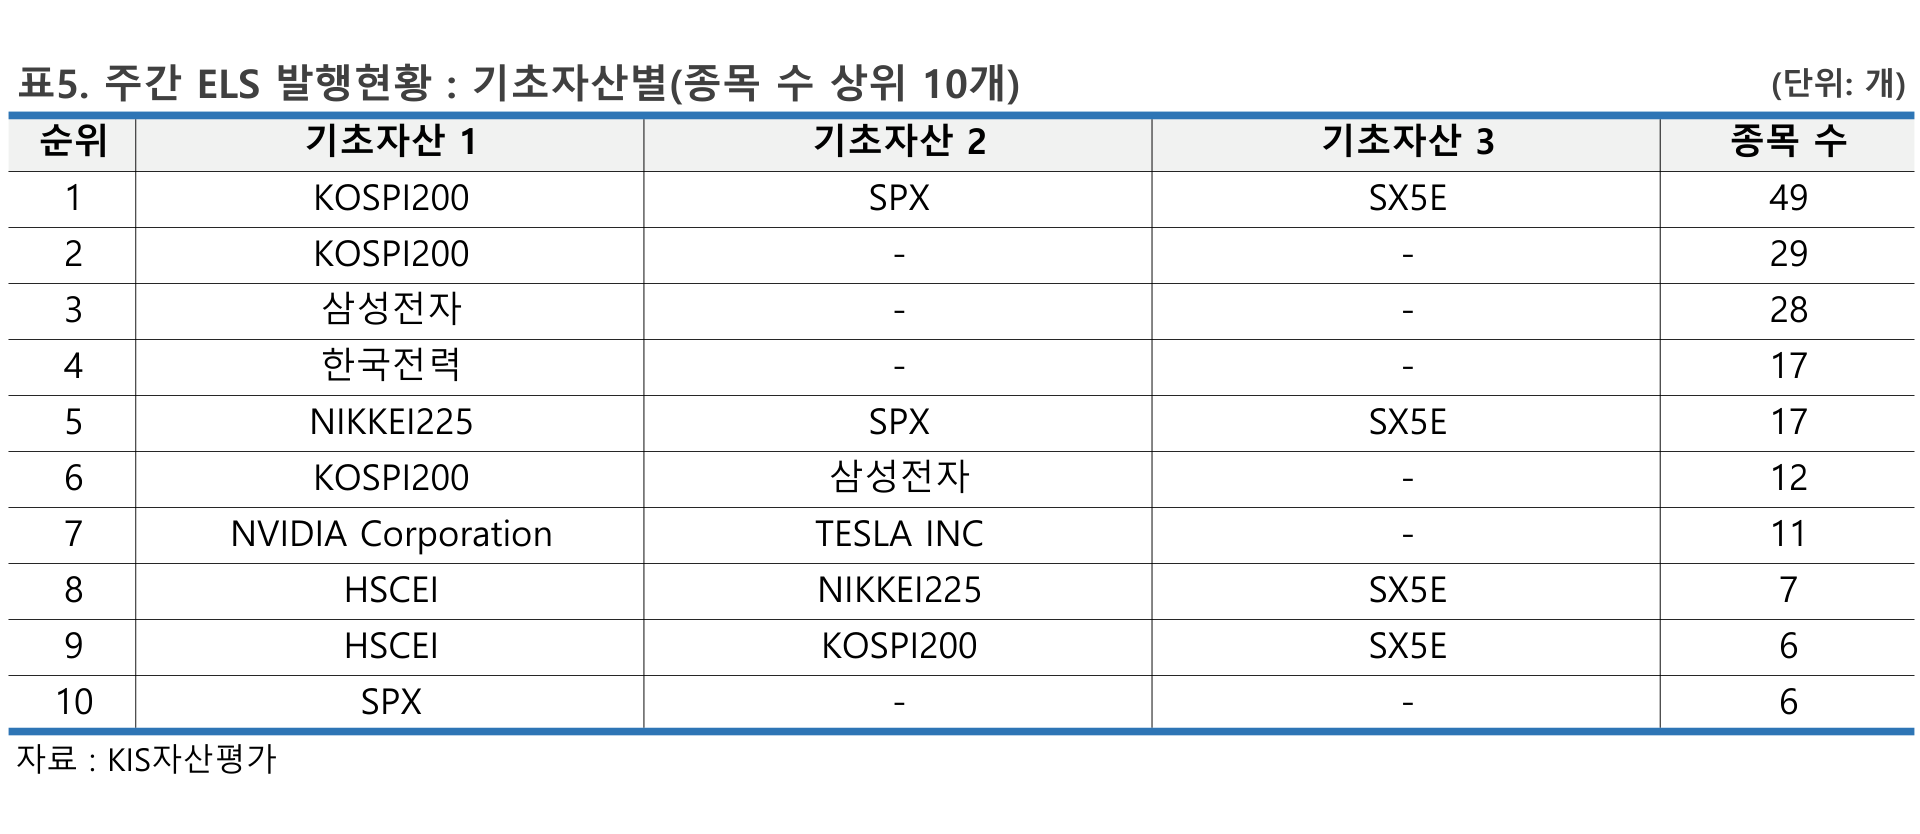 표5. 주간 ELS 발행현황 : 기초자산별(종목 수 상위 10개) (단위: 개)
순위 기초자산 1 기초자산 2 기초자산 3 종목 수
1 KOSPI200 SPX SX5E 49
2 KOSPI200 - - 29
3 삼성전자 - - 28
4 한국전력 - - 17
5 NIKKEI225 SPX SX5E 17
6 KOSPI200 삼성전자 - 12
7 NVIDIA Corporation TESLA INC - 11
8 HSCEI NIKKEI225 SX5E 7
9 HSCEI KOSPI200 SX5E 6
10 SPX - - 6
자료 : KIS자산평가